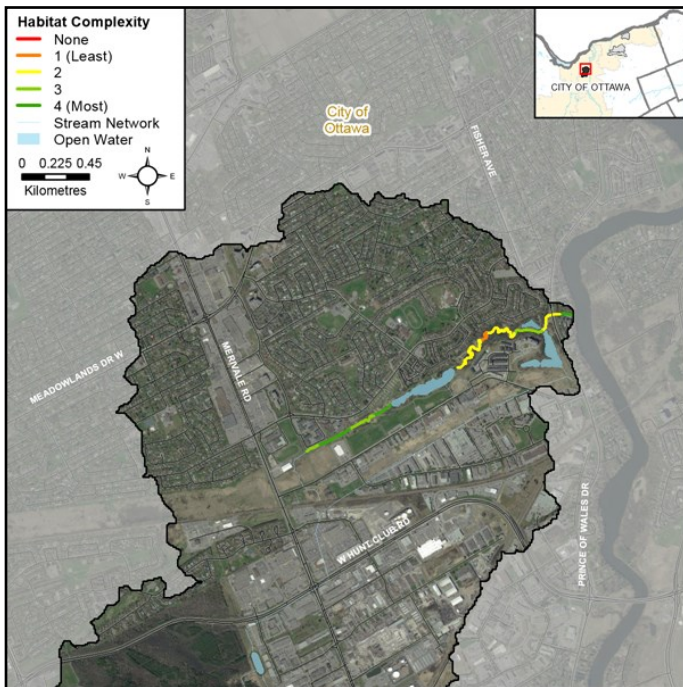 Habitat Complexity
None
1 (Least)
2
3
4 (Most)
Stream Network
Open Water
0 0.225 0.45
Kilometres
N
W E
S
CITY OF OTTAWA
City of
Ottawa
FISHER AVE
MEADOWLANDS DR W
MERIVALE RD
W HUNT CLUB RD
PRINCE OF WALES DR